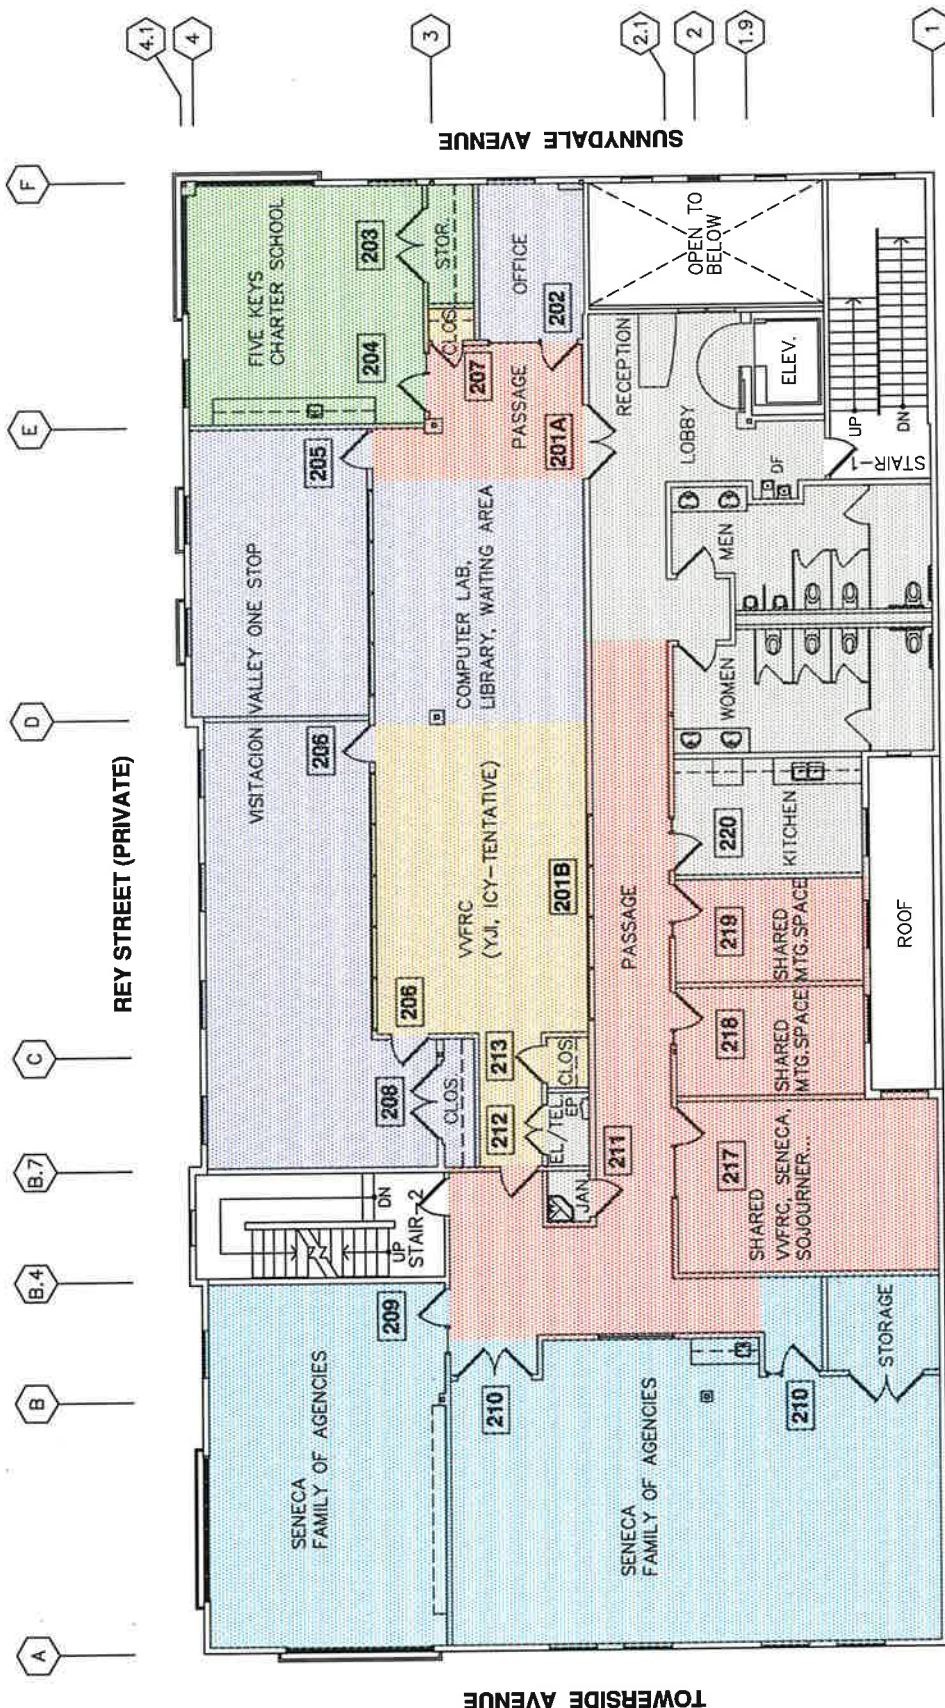 REY STREET (PRIVATE)
TOWERSIDE AVENUE
SUNNYDALE AVENUE
A
B
B.4
B.7
C
D
E
F
4.1
4
3
2.1
2
1.9
1
SENECA
FAMILY OF AGENCIES
209
UP
DN
STAIR-2
VISITACION VALLEY ONE STOP
206
205
208
CLOS.
FIVE KEYS
CHARTER SCHOOL
204
203
STOR.
CLOS.
207
PASSAGE
201A
OFFICE
202
206
VVFRC
(YJI, ICY-TENTATIVE)
201B
COMPUTER LAB,
LIBRARY, WAITING AREA
212
213
EL/TEL.
EP
CLOS.
JAN.
211
PASSAGE
RECEPTION
LOBBY
OPEN TO
BELOW
ELEV.
DF
UP
DN
STAIR-1
MEN
WOMEN
220
KITCHEN
219
SHARED
MTG.SPACE
218
SHARED
MTG.SPACE
217
SHARED
VVFRC, SENECA,
SOJOURNER...
ROOF
210
SENECA
FAMILY OF AGENCIES
210
STORAGE